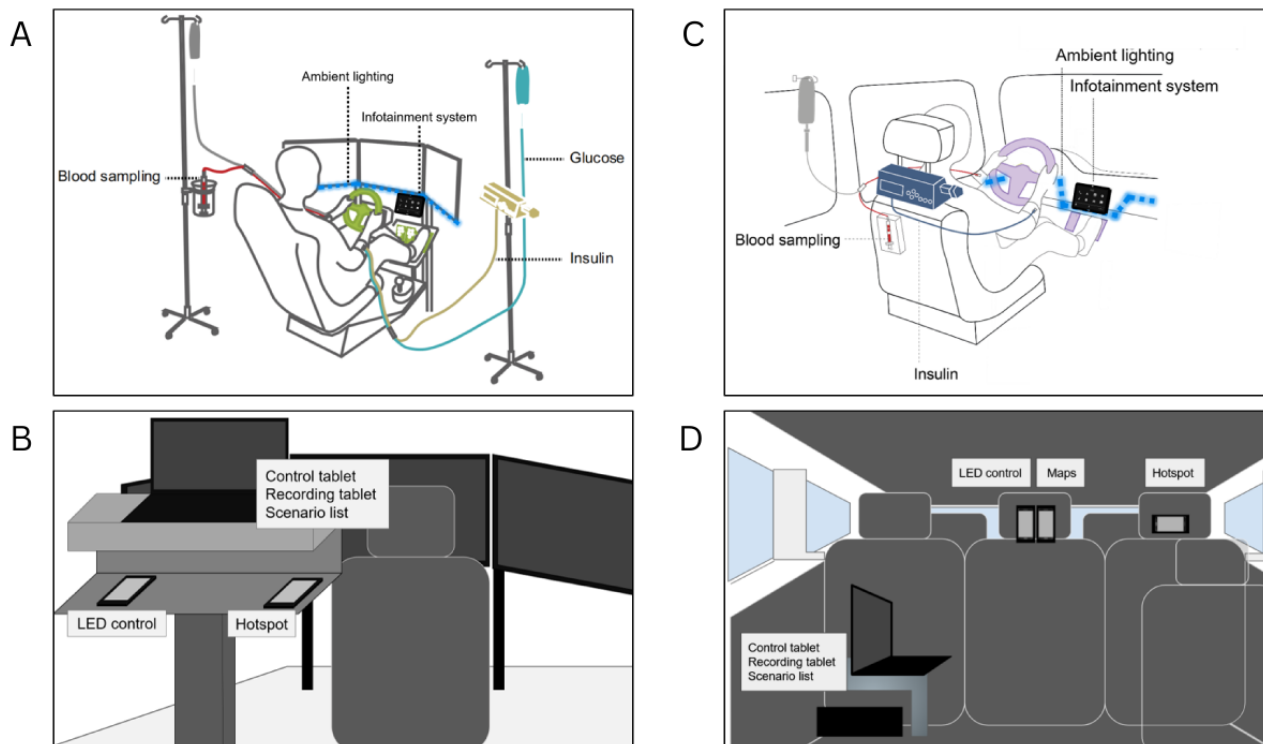 A
Ambient lighting
Infotainment system
Glucose
Blood sampling
Insulin
B
Control tablet
Recording tablet
Scenario list
LED control
Hotspot
C
Ambient lighting
Infotainment system
Blood sampling
Insulin
D
LED control
Maps
Hotspot
Control tablet
Recording tablet
Scenario list